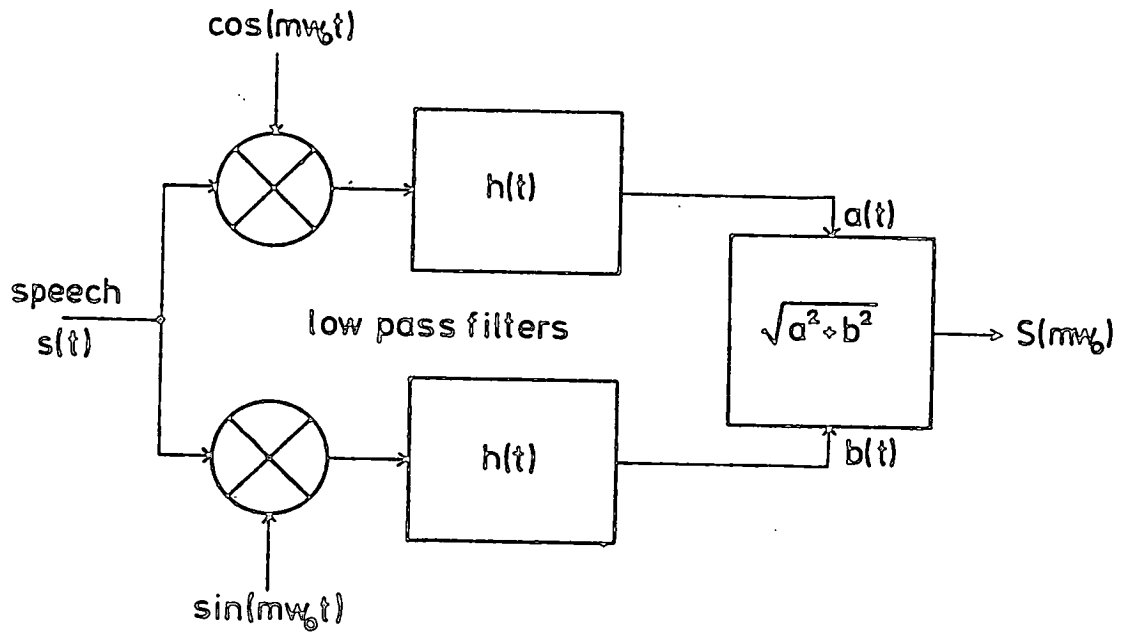 cos(mw₀t)
h(t)
a(t)
speech
s(t)
low pass filters
√a² + b²
S(mw₀)
h(t)
b(t)
sin(mw₀t)